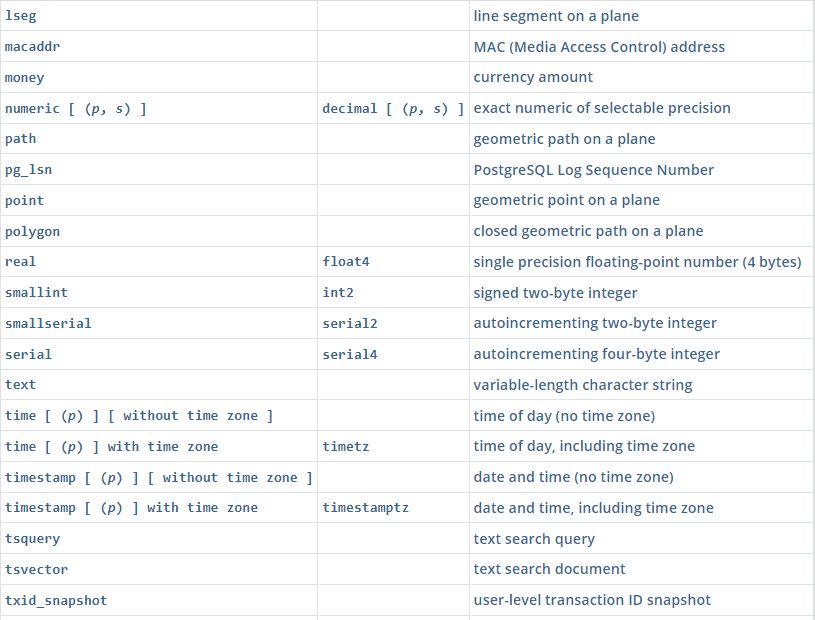 lseg line segment on a plane
macaddr MAC (Media Access Control) address
money currency amount
numeric [ (p, s) ] decimal [ (p, s) ] exact numeric of selectable precision
path geometric path on a plane
pg_lsn PostgreSQL Log Sequence Number
point geometric point on a plane
polygon closed geometric path on a plane
real float4 single precision floating-point number (4 bytes)
smallint int2 signed two-byte integer
smallserial serial2 autoincrementing two-byte integer
serial serial4 autoincrementing four-byte integer
text variable-length character string
time [ (p) ] [ without time zone ] time of day (no time zone)
time [ (p) ] with time zone timetz time of day, including time zone
timestamp [ (p) ] [ without time zone ] date and time (no time zone)
timestamp [ (p) ] with time zone timestamptz date and time, including time zone
tsquery text search query
tsvector text search document
txid_snapshot user-level transaction ID snapshot